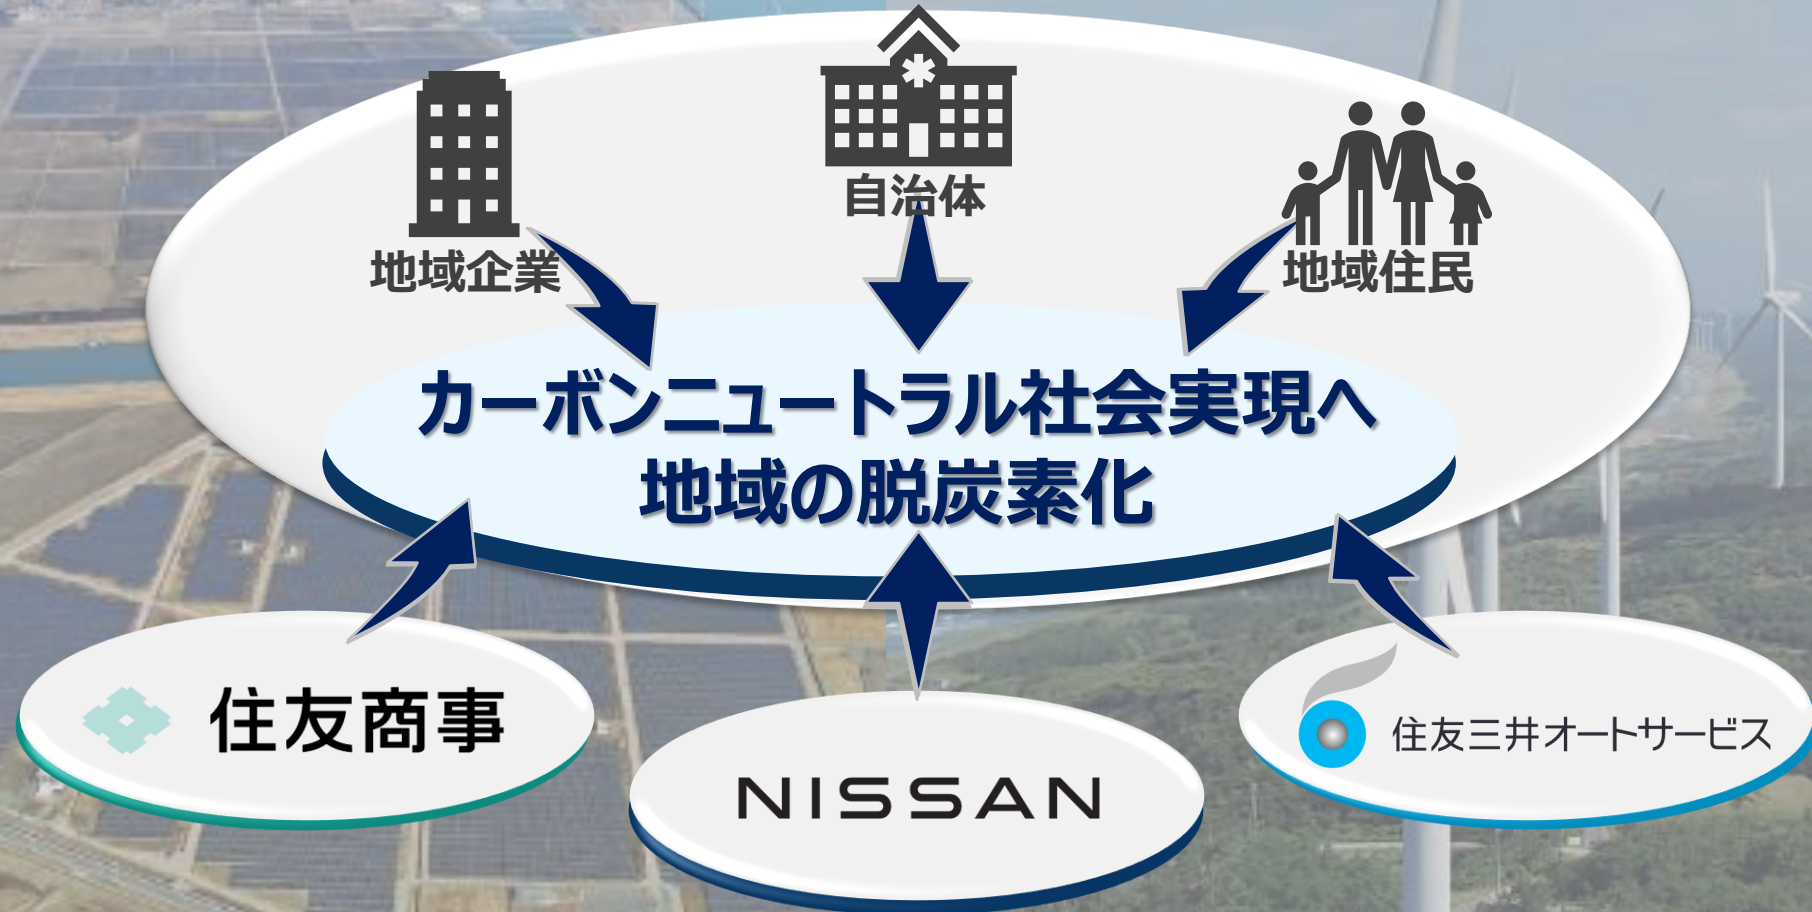 自治体
地域企業
地域住民
カーボンニュートラル社会実現へ
地域の脱炭素化
住友商事
NISSAN
住友三井オートサービス